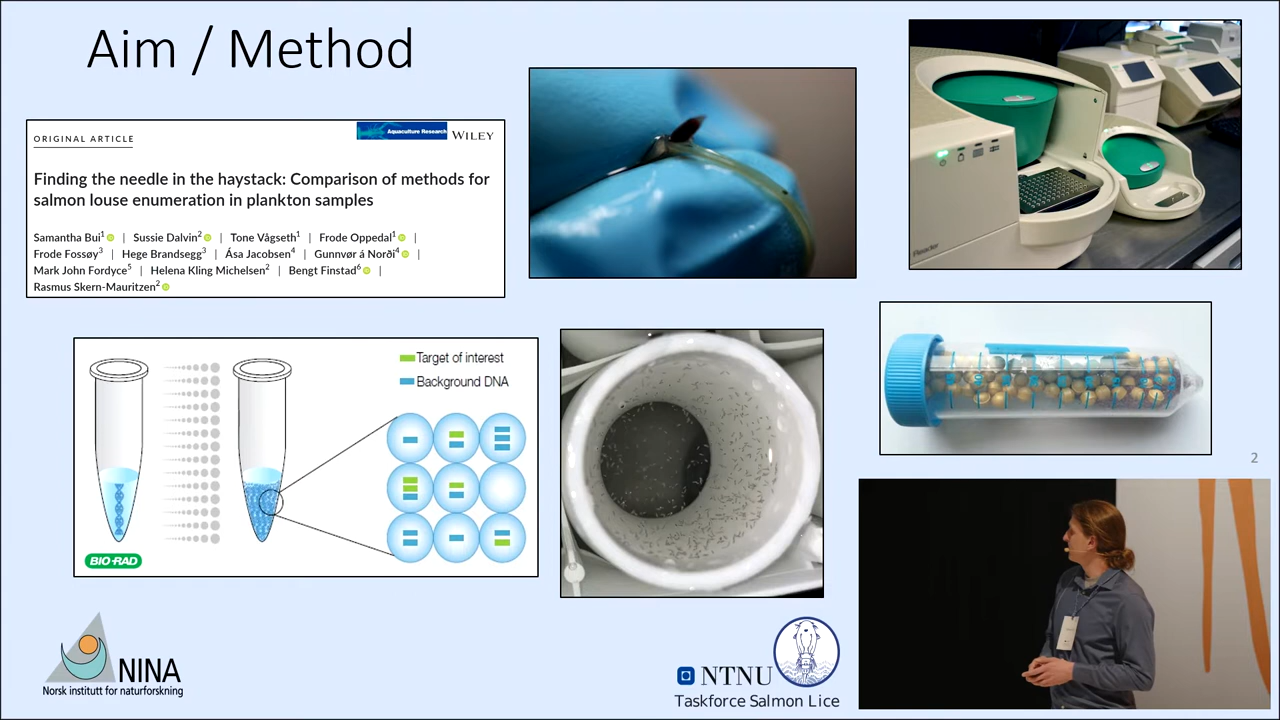 Aim / Method
ORIGINAL ARTICLE
Aquaculture Research
WILEY
Finding the needle in the haystack: Comparison of methods for
salmon louse enumeration in plankton samples
Samantha Bui1 | Sussie Dalvin2 | Tone Vågseth1 | Frode Oppedal1 |
Frode Fossøy3 | Hege Brandsegg3 | Ása Jacobsen4 | Gunnvør á Norði4 |
Mark John Fordyce5 | Helena Kling Michelsen2 | Bengt Finstad6 |
Rasmus Skern-Mauritzen2
Target of interest
Background DNA
BIO-RAD
2
NINA
Norsk institutt for naturforskning
NTNU
Taskforce Salmon Lice